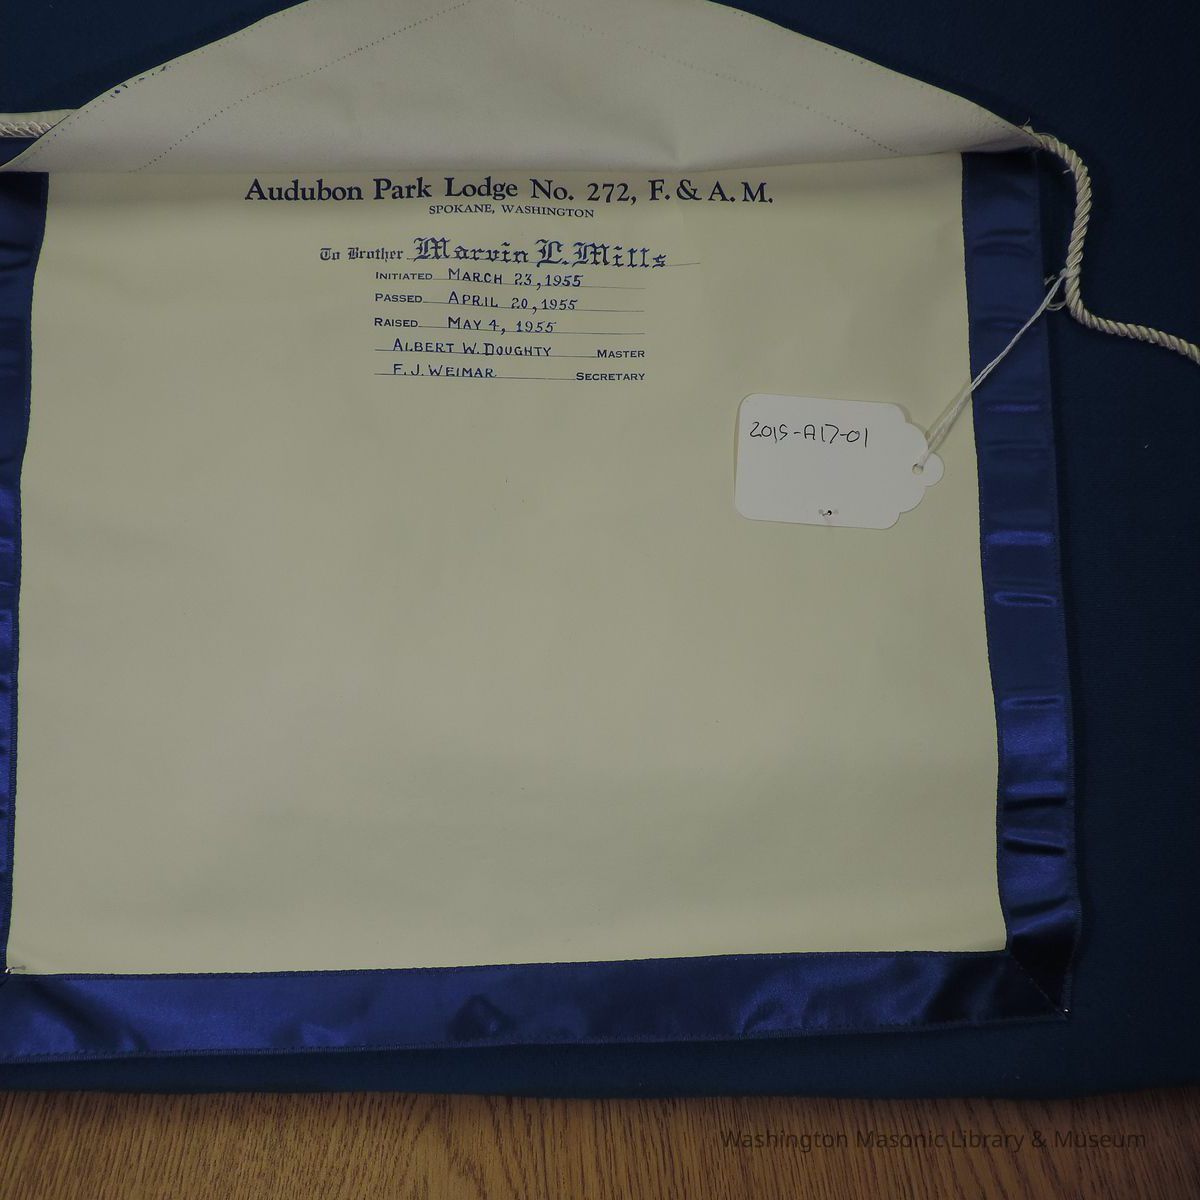 Audubon Park Lodge No. 272, F. & A. M.
SPOKANE, WASHINGTON
To Brother Marvin L. Mills
INITIATED MARCH 23, 1955
PASSED APRIL 20, 1955
RAISED MAY 4, 1955
ALBERT W. DOUGHTY MASTER
F. J. WEIMAR SECRETARY
2015-A17-01
Washington Masonic Library & Museum